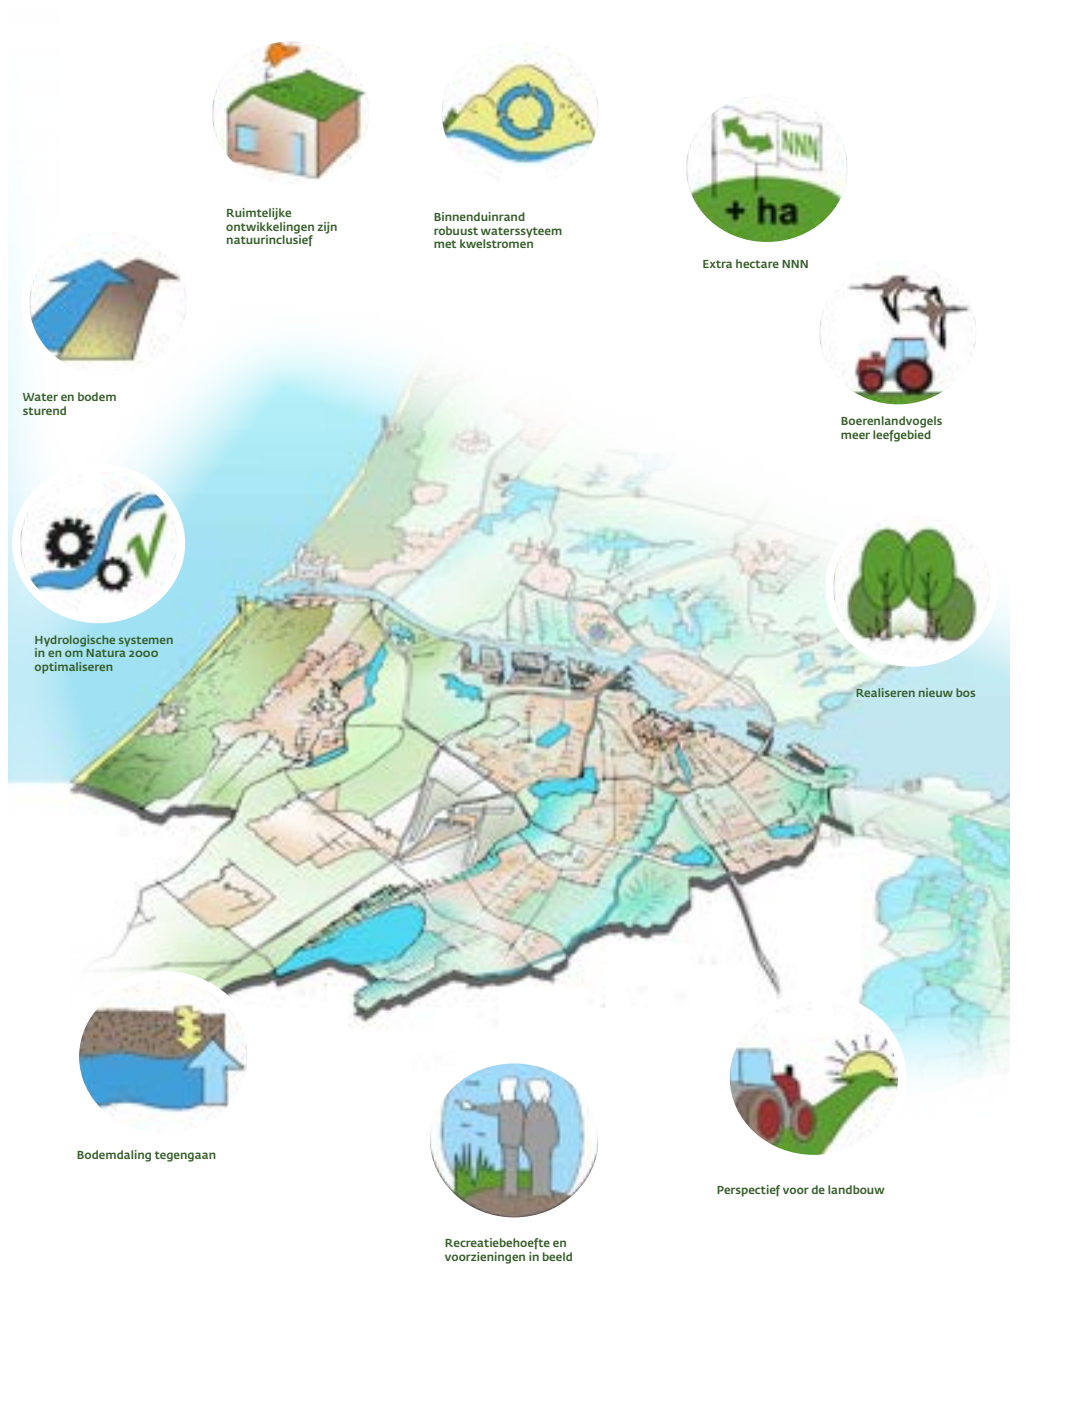 Ruimtelijke
ontwikkelingen zijn
natuurinclusief
Binnenduinrand
robuust waterssyteem
met kwelstromen
NNN
+ ha
Extra hectare NNN
Water en bodem
sturend
Boerenlandvogels
meer leefgebied
Hydrologische systemen
in en om Natura 2000
optimaliseren
Realiseren nieuw bos
Bodemdaling tegengaan
Perspectief voor de landbouw
Recreatiebehoefte en
voorzieningen in beeld